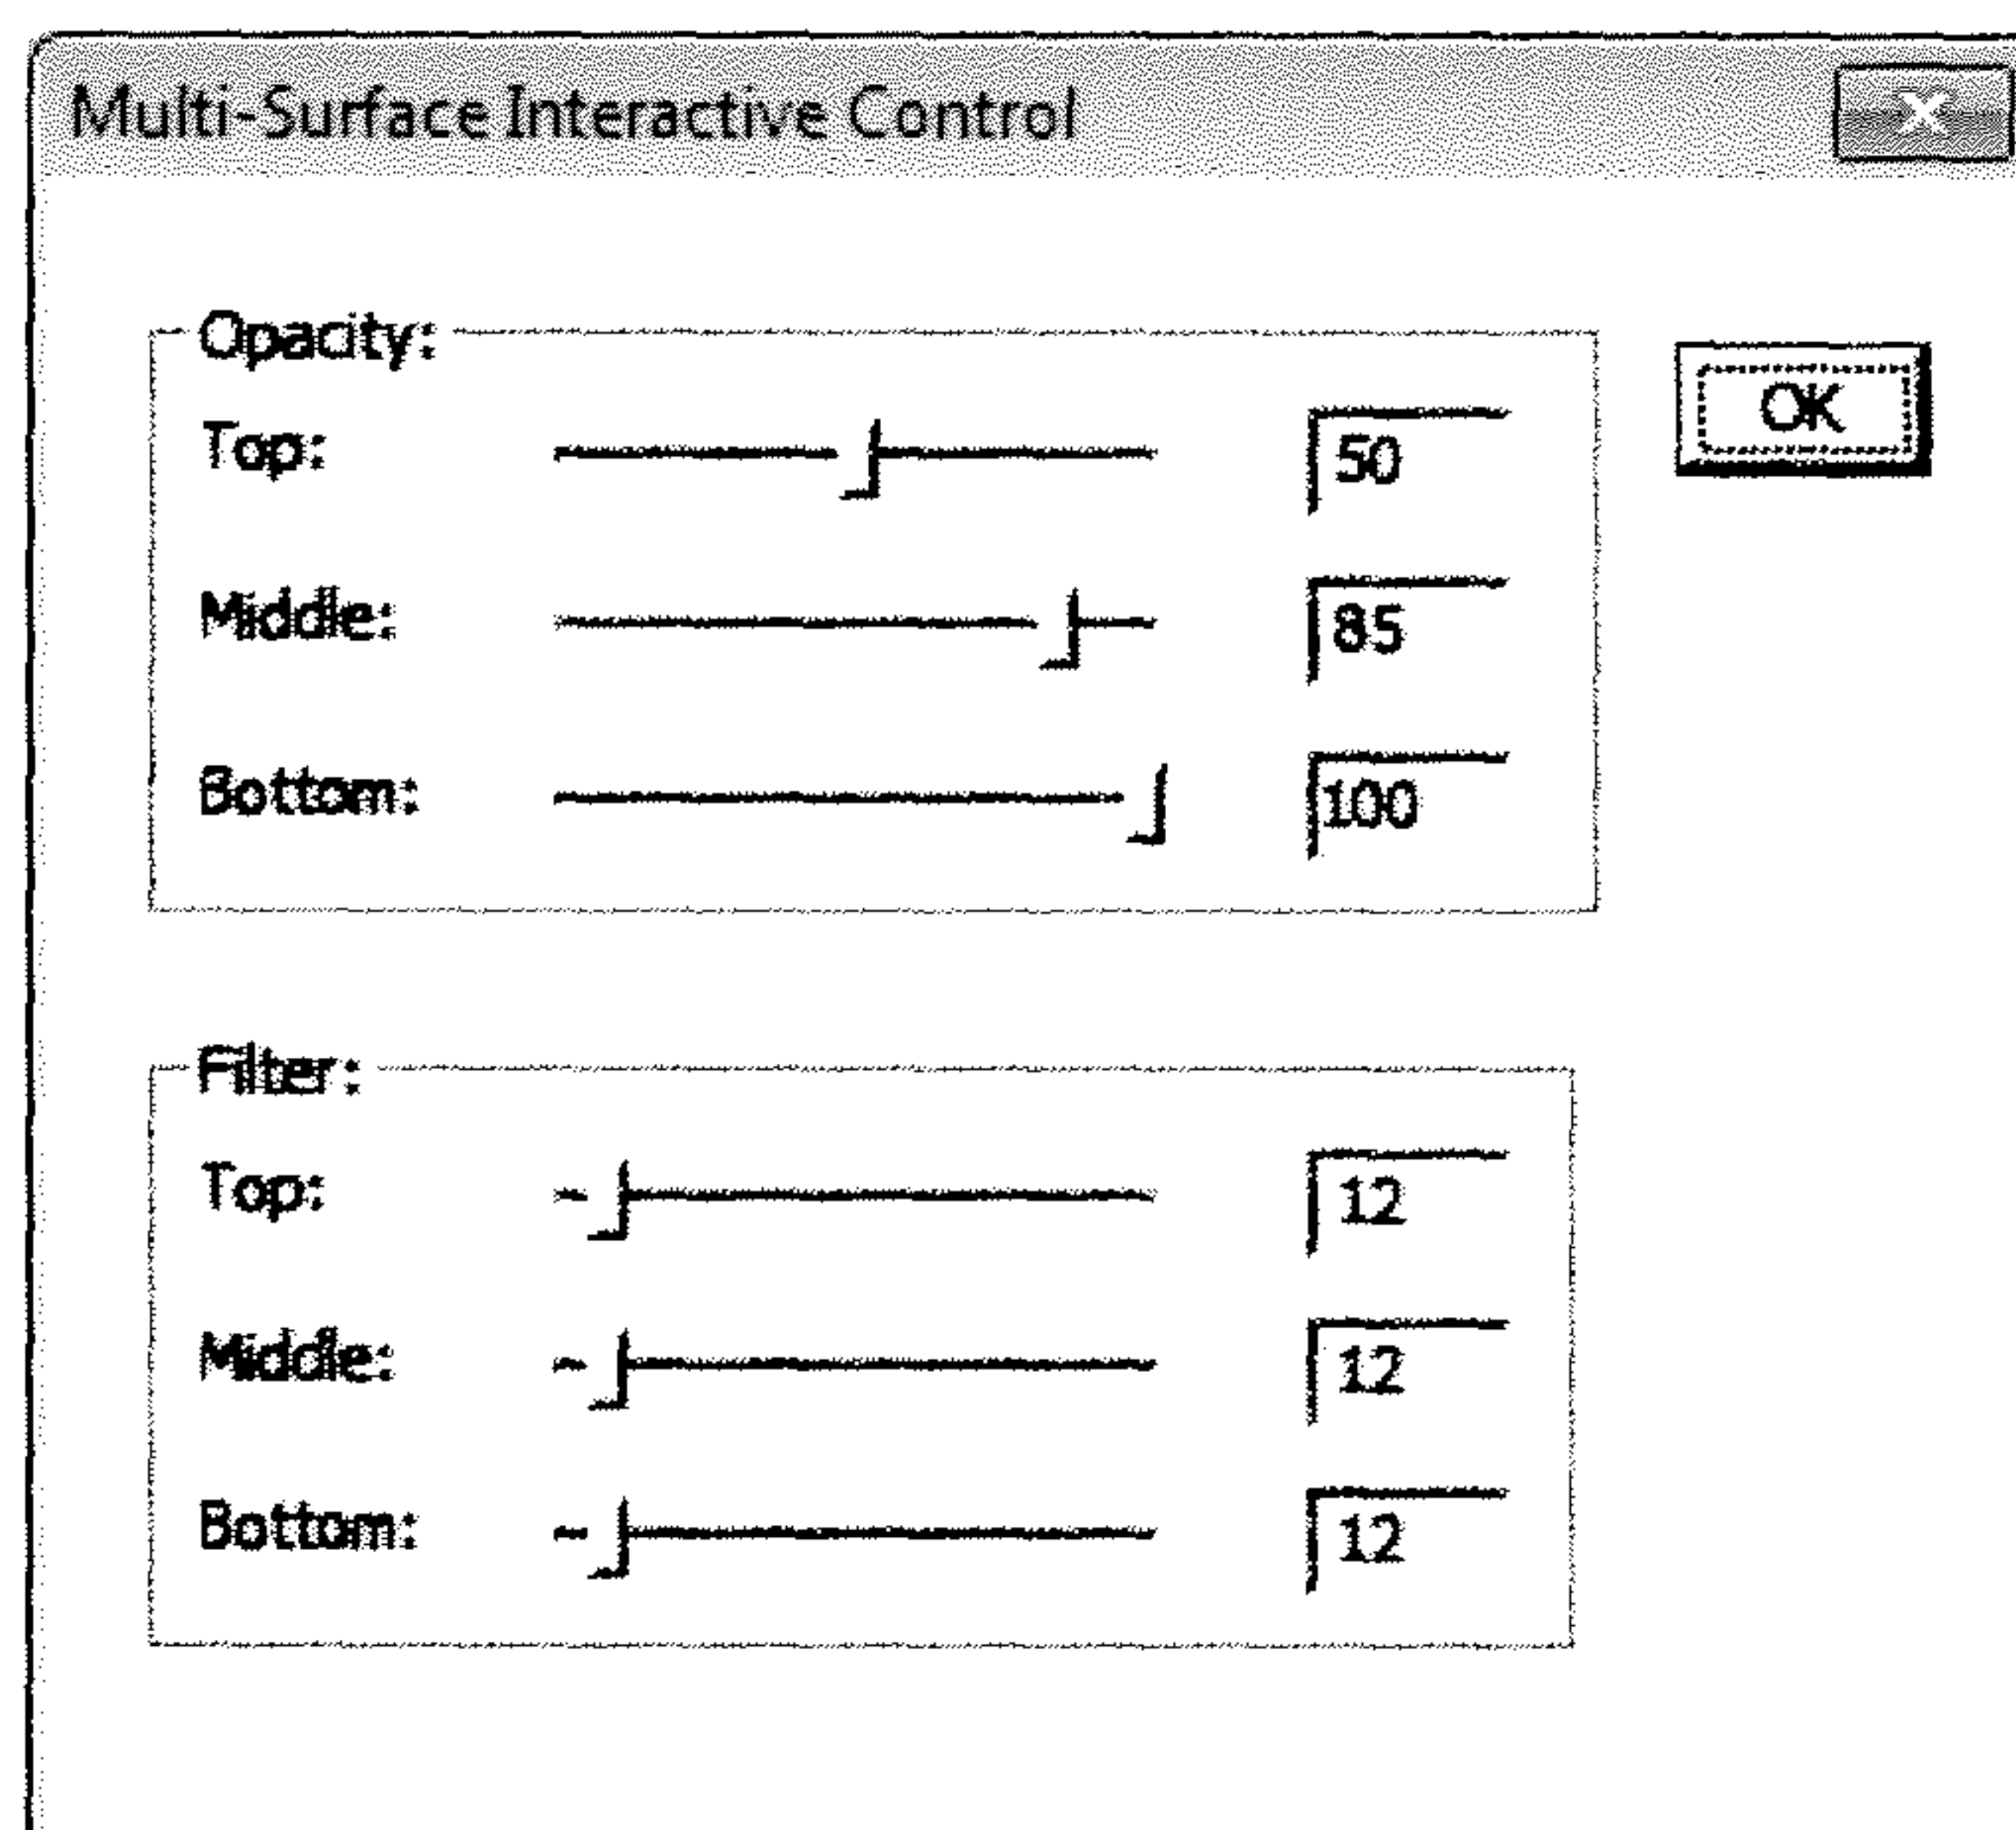 Multi-Surface Interactive Control X
Opacity:
Top: 50 OK
Middle: 85
Bottom: 100
Filter:
Top: 12
Middle: 12
Bottom: 12